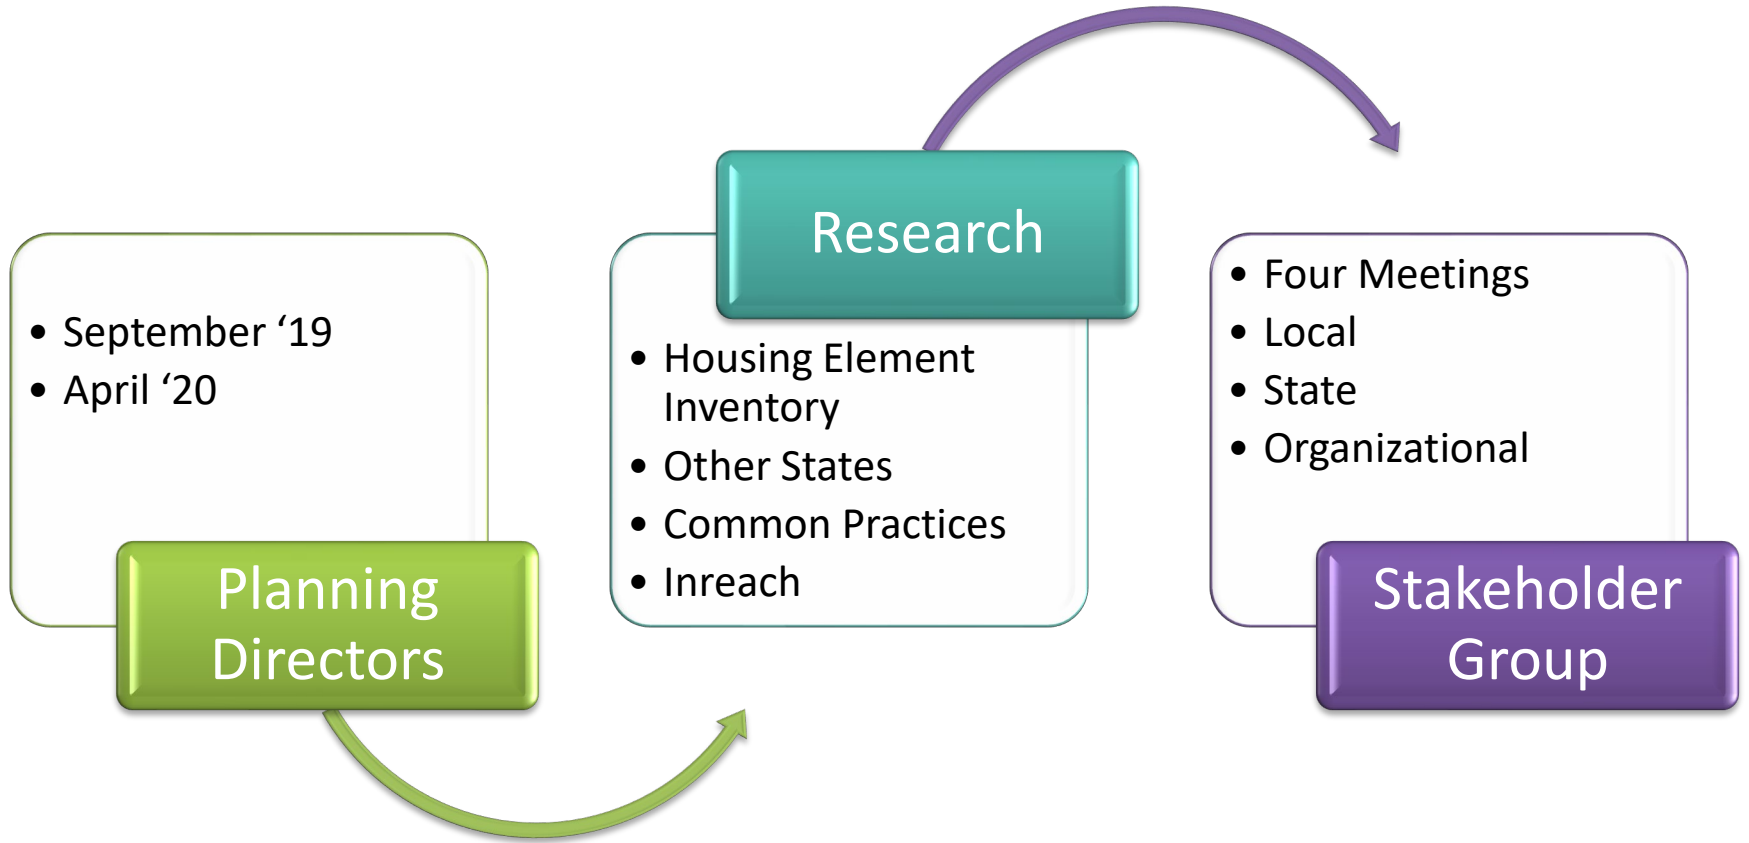 • September ‘19
• April ‘20
Planning
Directors
Research
• Housing Element
Inventory
• Other States
• Common Practices
• Inreach
• Four Meetings
• Local
• State
• Organizational
Stakeholder
Group